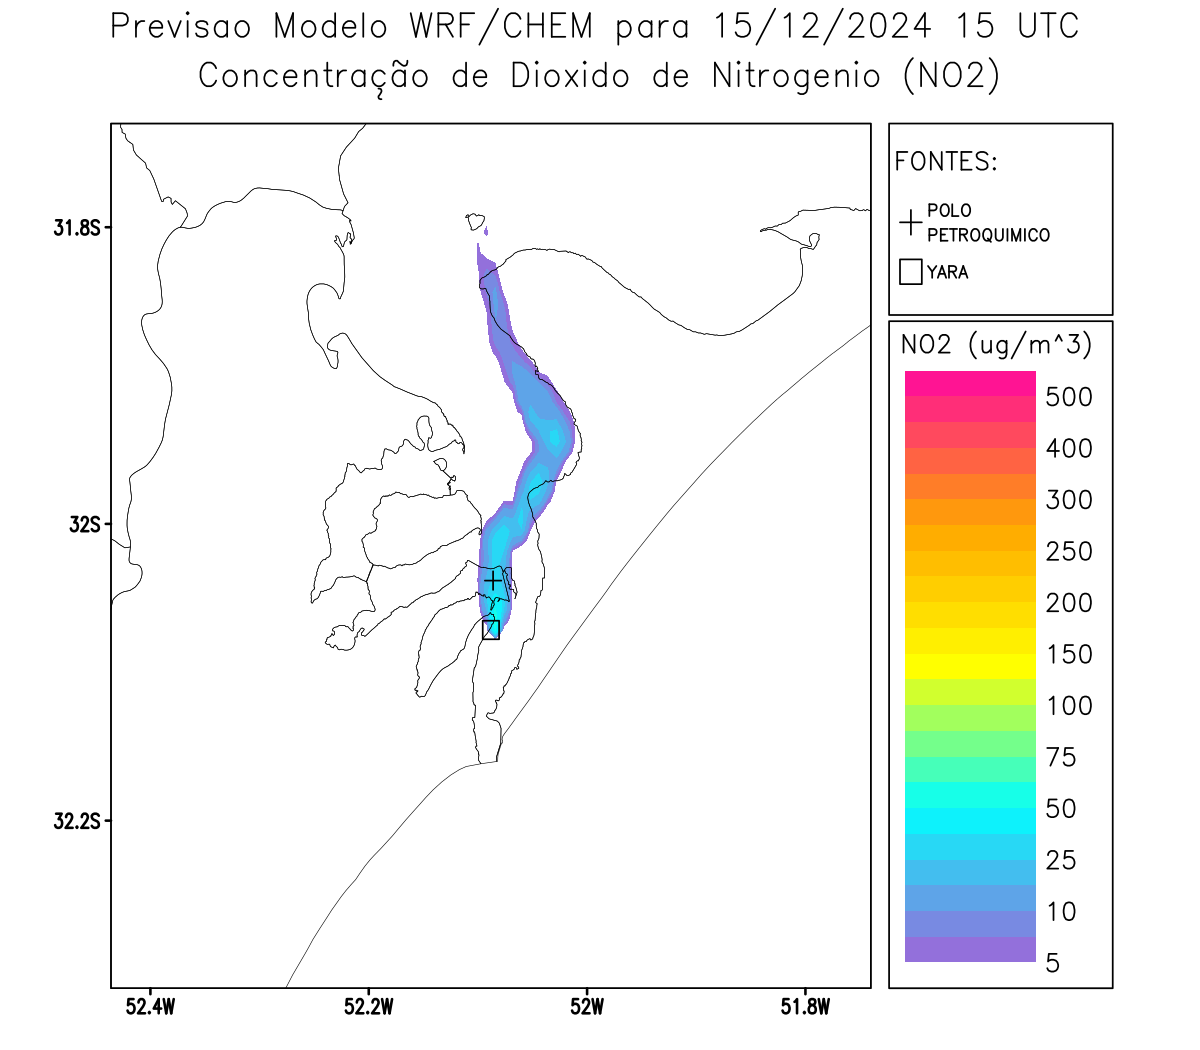 Previsao Modelo WRF/CHEM para 15/12/2024 15 UTC
Concentração de Dioxido de Nitrogenio (NO2)
FONTES:
POLO
PETROQUIMICO
YARA
NO2 (ug/m^3)
500
400
300
250
200
150
100
75
50
25
10
5
31.8S
32S
32.2S
52.4W
52.2W
52W
51.8W